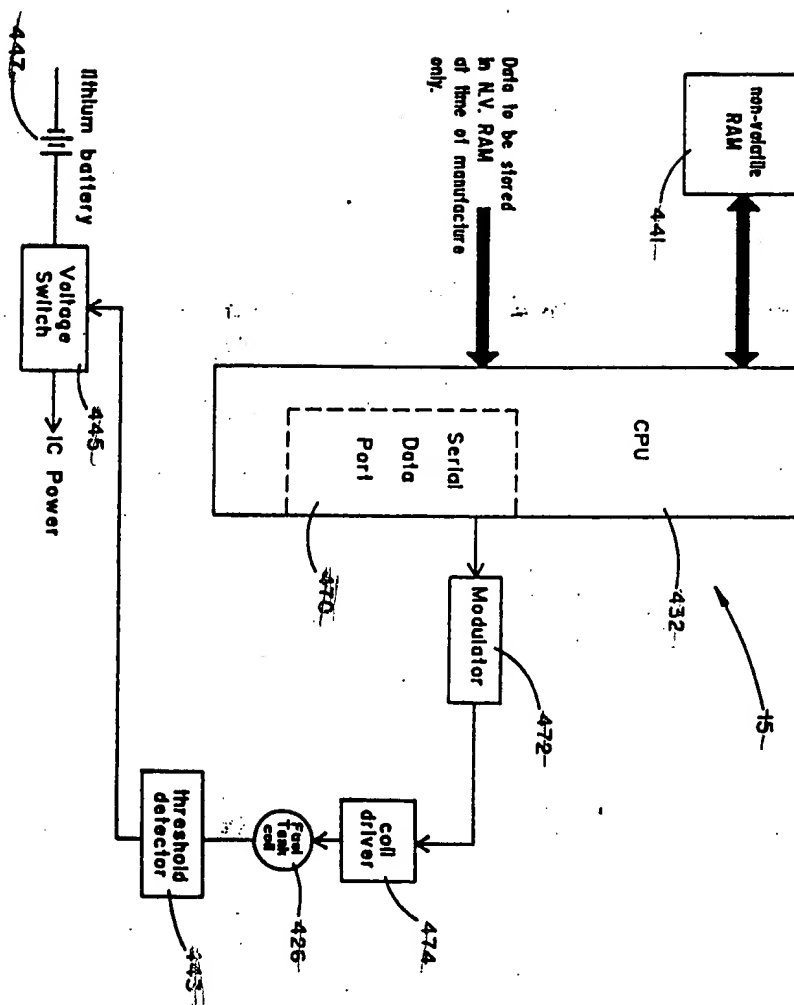 non-volatile
RAM
441
Data to be stored
in N.V. RAM
at time of manufacture
only.
CPU
432
15
Serial
Data
Port
470
Modulator
472
coil
driver
474
Fuel
Tank
coil
426
threshold
detector
443
lithium battery
447
Voltage
Switch
445
IC Power